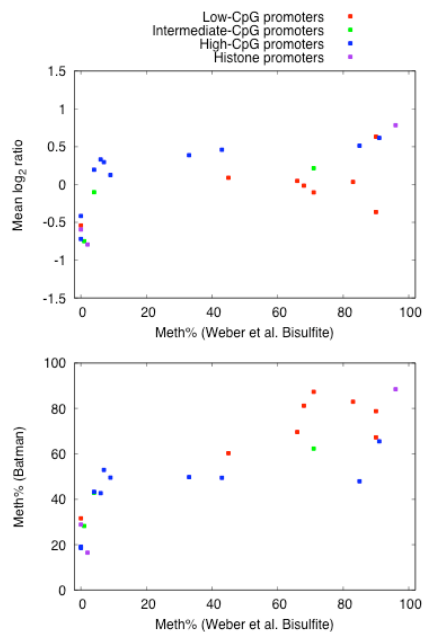 Low-CpG promoters
Intermediate-CpG promoters
High-CpG promoters
Histone promoters
1.5
1
0.5
0
-0.5
-1
-1.5
Mean log2 ratio
0 20 40 60 80 100
Meth% (Weber et al. Bisulfite)
100
80
60
40
20
0
Meth% (Batman)
0 20 40 60 80 100
Meth% (Weber et al. Bisulfite)